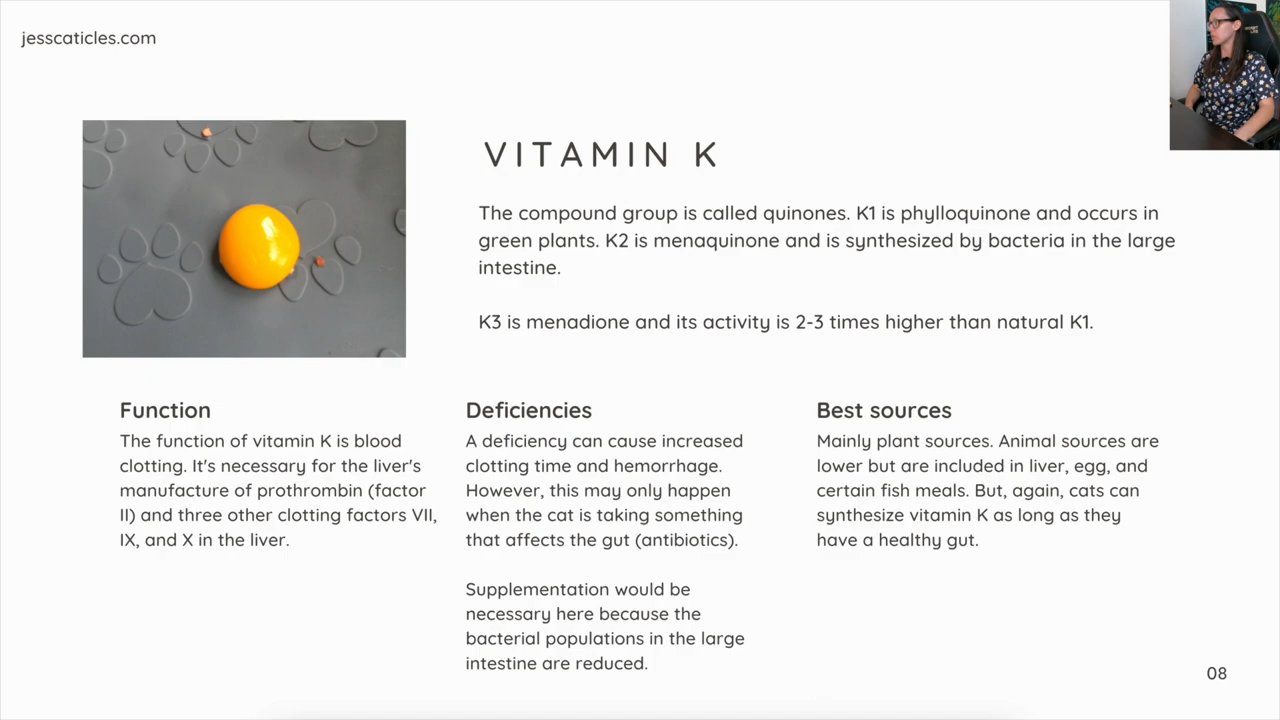 jesscaticles.com
VITAMIN K
The compound group is called quinones. K1 is phylloquinone and occurs in
green plants. K2 is menaquinone and is synthesized by bacteria in the large
intestine.
K3 is menadione and its activity is 2-3 times higher than natural K1.
Function
The function of vitamin K is blood
clotting. It's necessary for the liver's
manufacture of prothrombin (factor
II) and three other clotting factors VII,
IX, and X in the liver.
Deficiencies
A deficiency can cause increased
clotting time and hemorrhage.
However, this may only happen
when the cat is taking something
that affects the gut (antibiotics).
Supplementation would be
necessary here because the
bacterial populations in the large
intestine are reduced.
Best sources
Mainly plant sources. Animal sources are
lower but are included in liver, egg, and
certain fish meals. But, again, cats can
synthesize vitamin K as long as they
have a healthy gut.
08